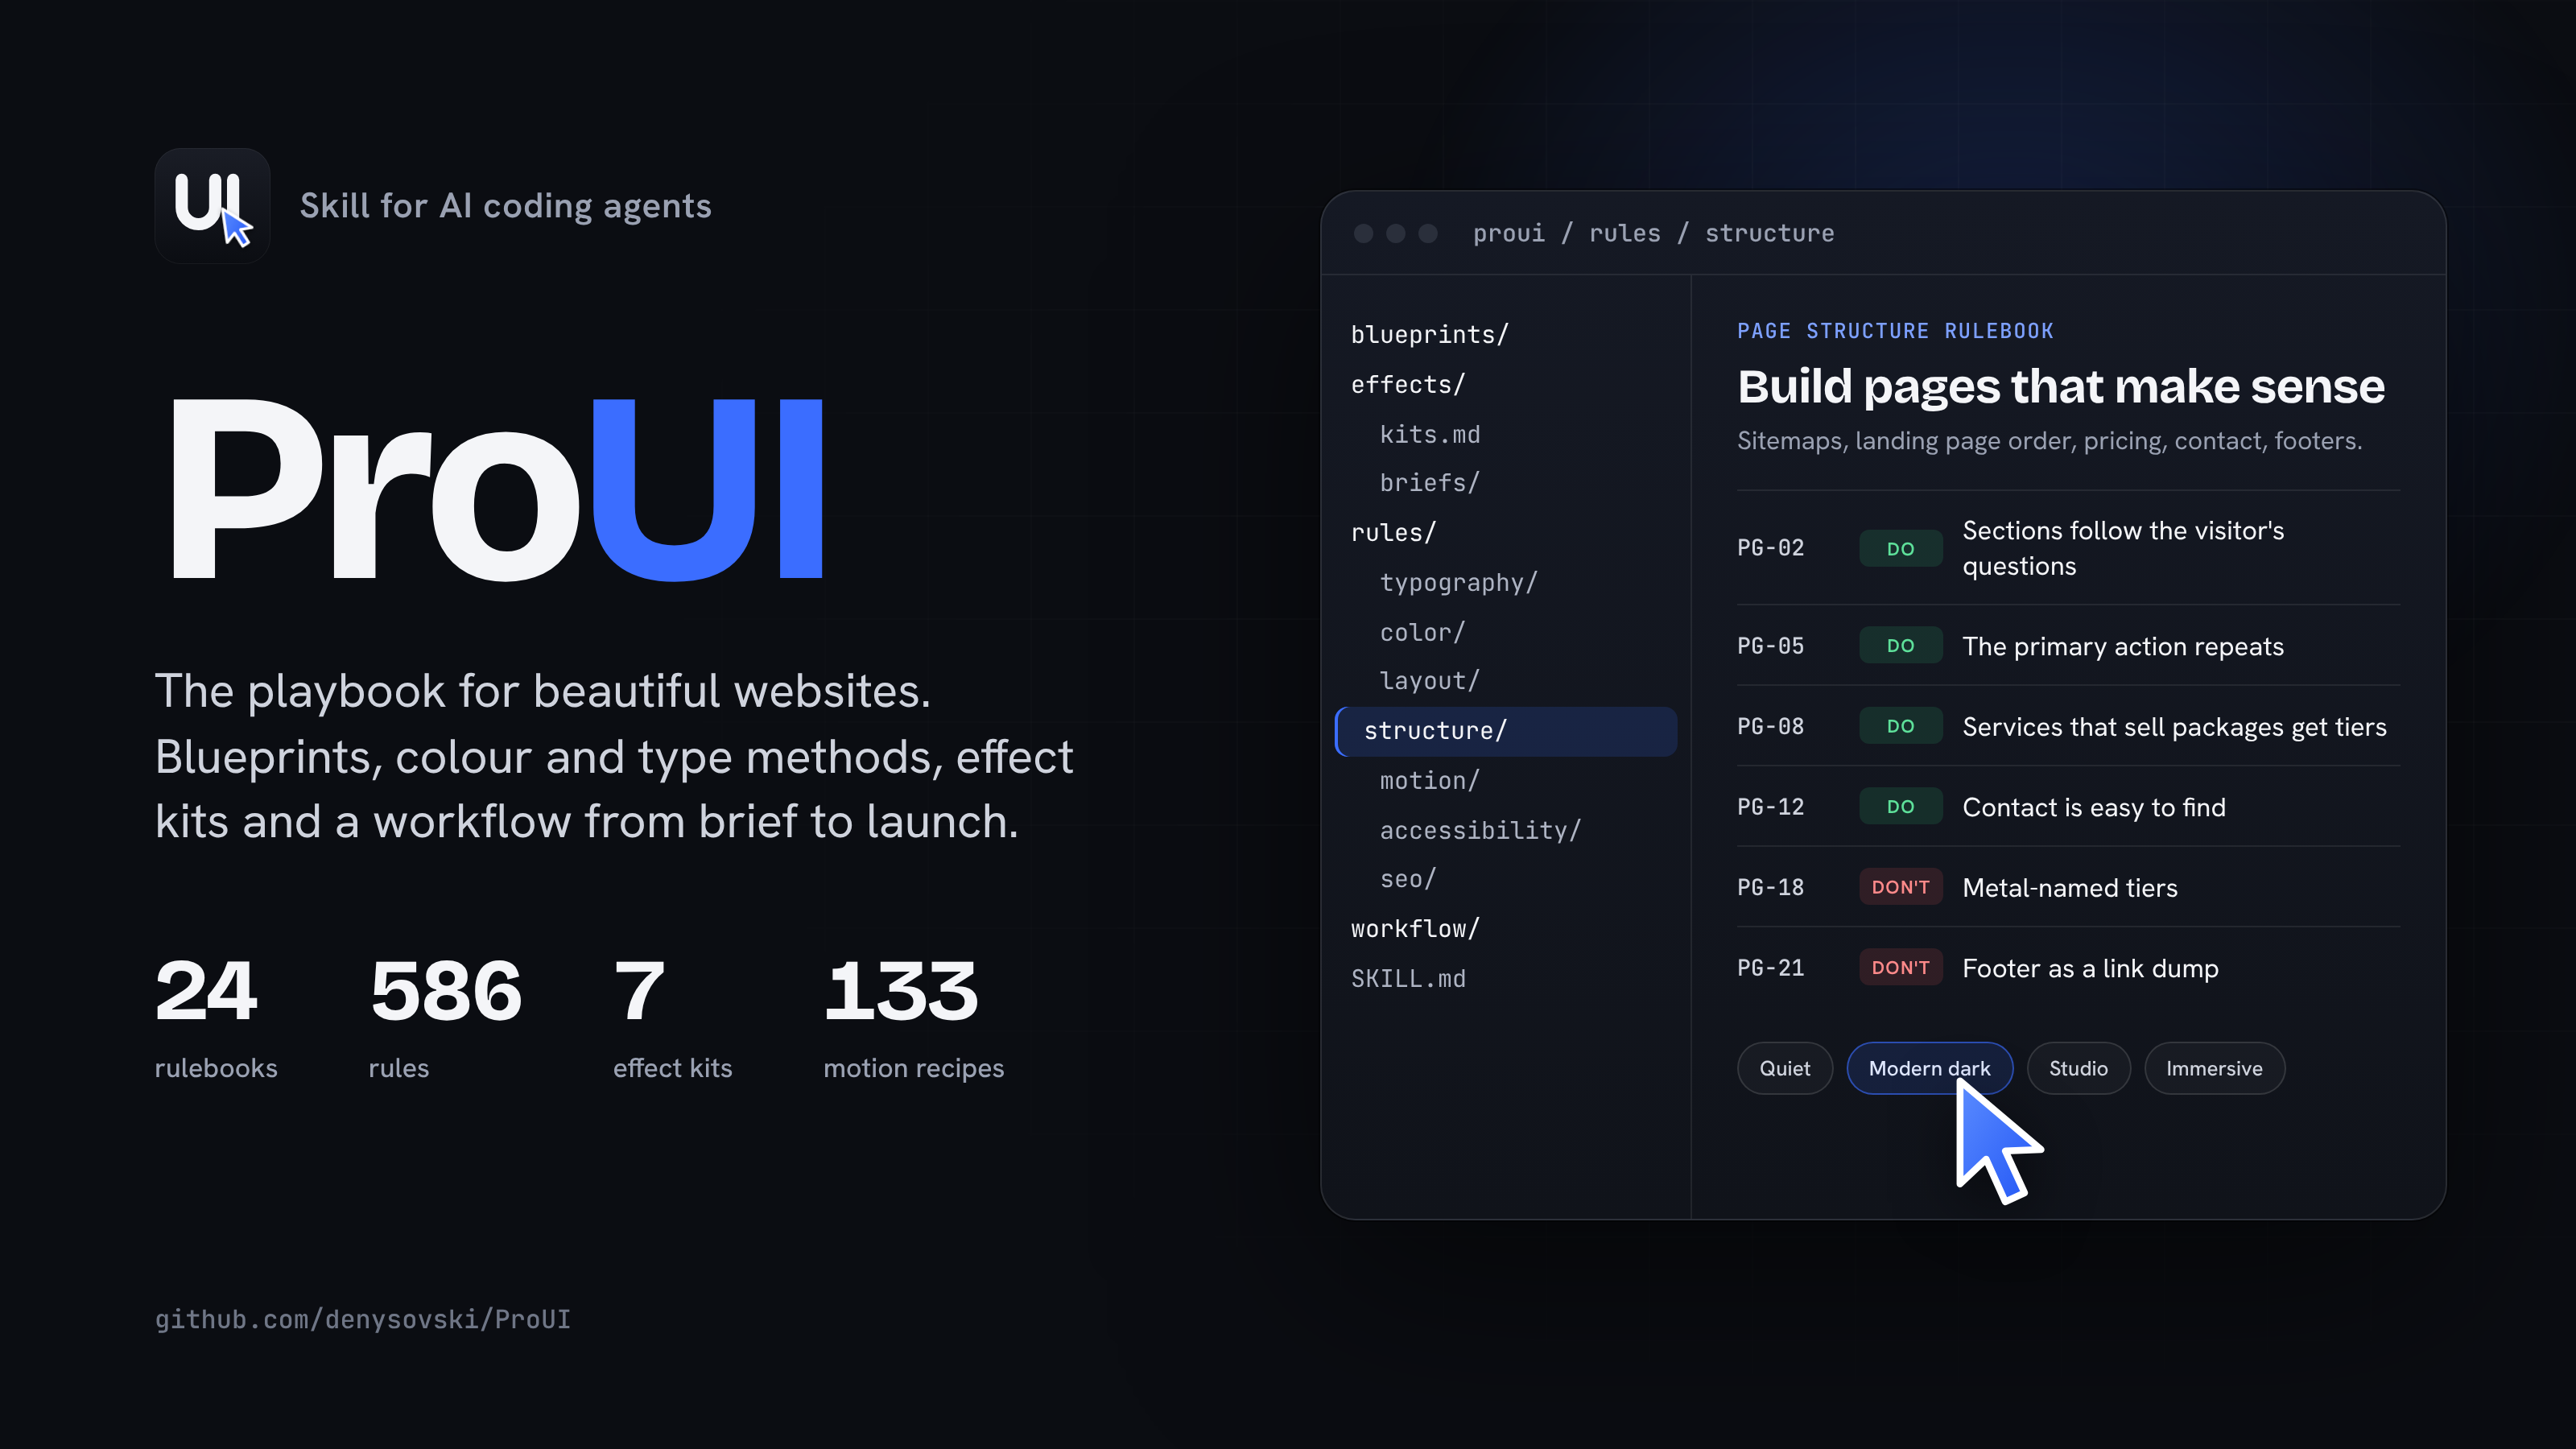 UI
Skill for AI coding agents
ProUI
The playbook for beautiful websites.
Blueprints, colour and type methods, effect
kits and a workflow from brief to launch.
24
rulebooks
586
rules
7
effect kits
133
motion recipes
github.com/denysovski/ProUI
proui / rules / structure
blueprints/
effects/
kits.md
briefs/
rules/
typography/
color/
layout/
structure/
motion/
accessibility/
seo/
workflow/
SKILL.md
PAGE STRUCTURE RULEBOOK
Build pages that make sense
Sitemaps, landing page order, pricing, contact, footers.
PG-02 DO Sections follow the visitor's
questions
PG-05 DO The primary action repeats
PG-08 DO Services that sell packages get tiers
PG-12 DO Contact is easy to find
PG-18 DON'T Metal-named tiers
PG-21 DON'T Footer as a link dump
Quiet Modern dark Studio Immersive